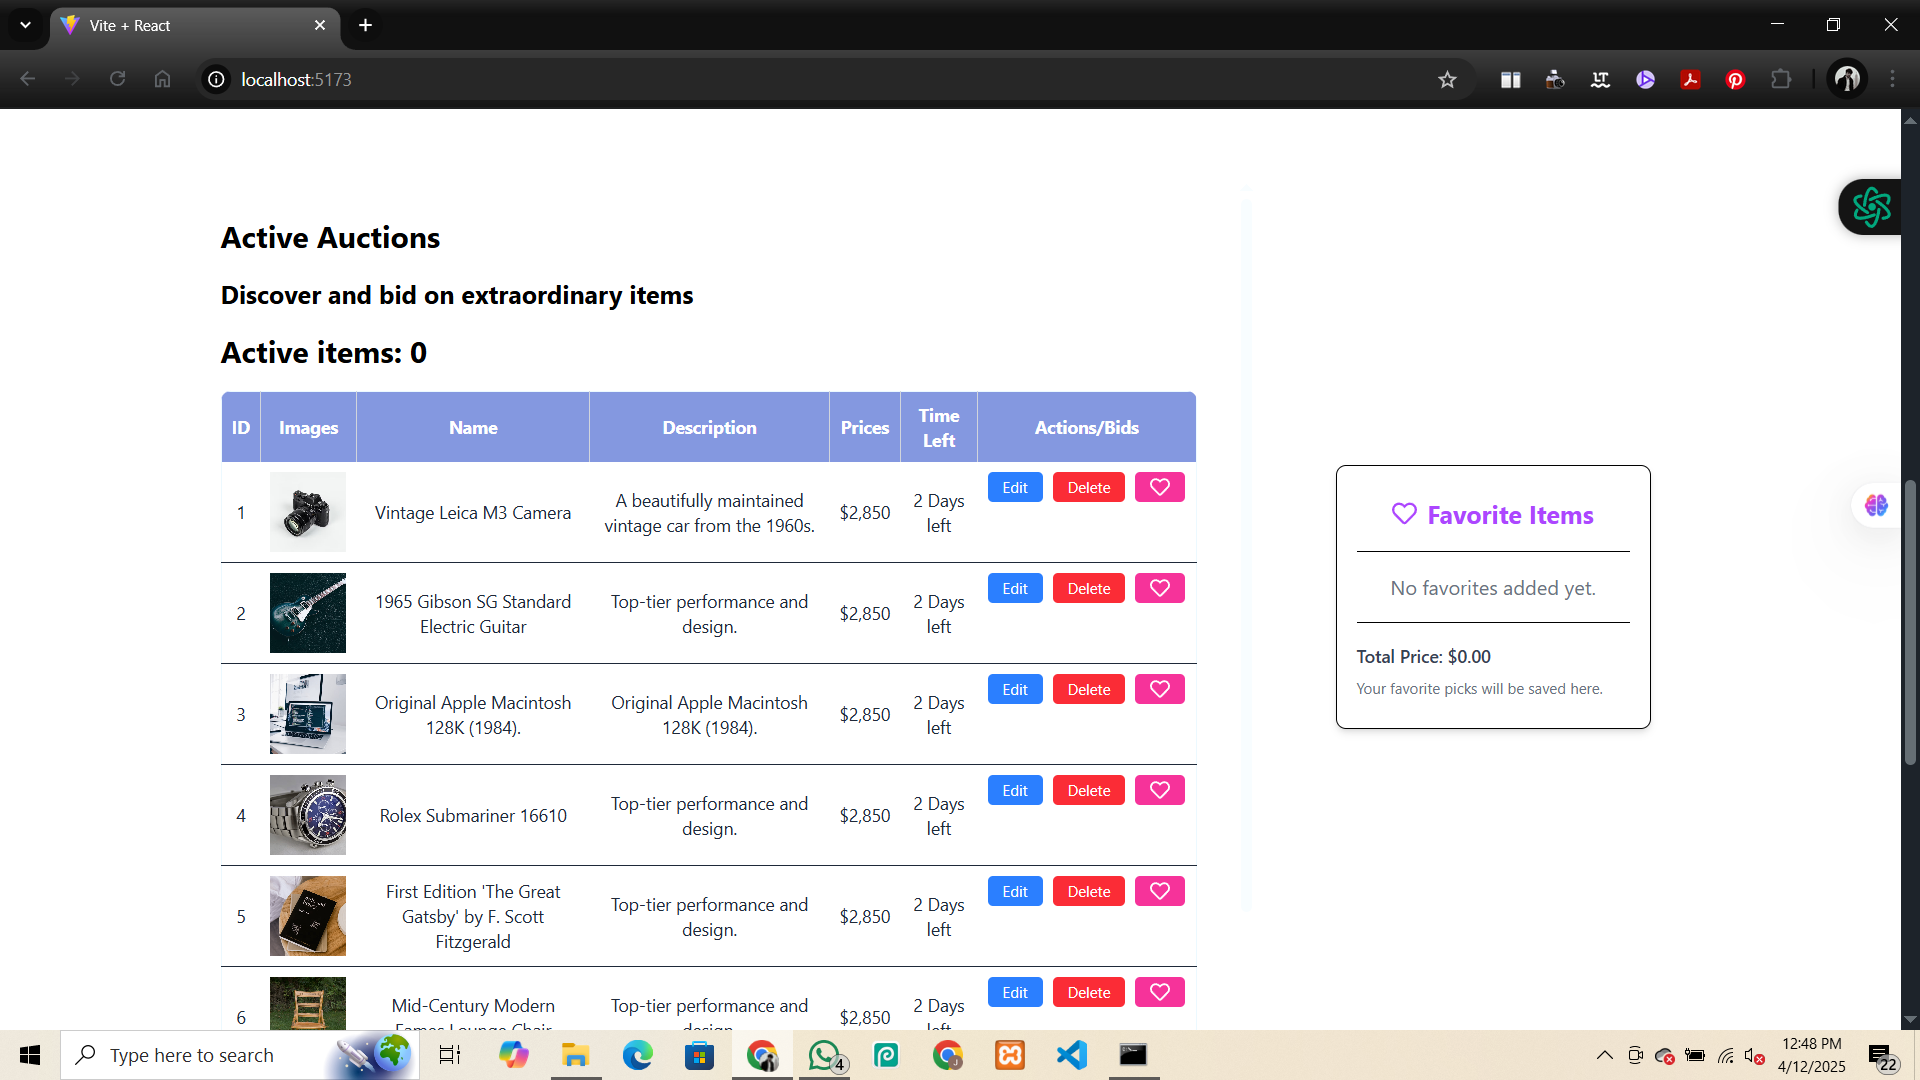 Vite + React
localhost:5173
Active Auctions
Discover and bid on extraordinary items
Active items: 0
ID Images Name Description Prices Time Left Actions/Bids
1 Vintage Leica M3 Camera A beautifully maintained vintage car from the 1960s. $2,850 2 Days left Edit Delete
2 1965 Gibson SG Standard Electric Guitar Top-tier performance and design. $2,850 2 Days left Edit Delete
3 Original Apple Macintosh 128K (1984). Original Apple Macintosh 128K (1984). $2,850 2 Days left Edit Delete
4 Rolex Submariner 16610 Top-tier performance and design. $2,850 2 Days left Edit Delete
5 First Edition 'The Great Gatsby' by F. Scott Fitzgerald Top-tier performance and design. $2,850 2 Days left Edit Delete
6 Mid-Century Modern Eames Lounge Chair Top-tier performance and design. $2,850 2 Days left Edit Delete
Favorite Items
No favorites added yet.
Total Price: $0.00
Your favorite picks will be saved here.
Type here to search
4
12:48 PM
4/12/2025
22